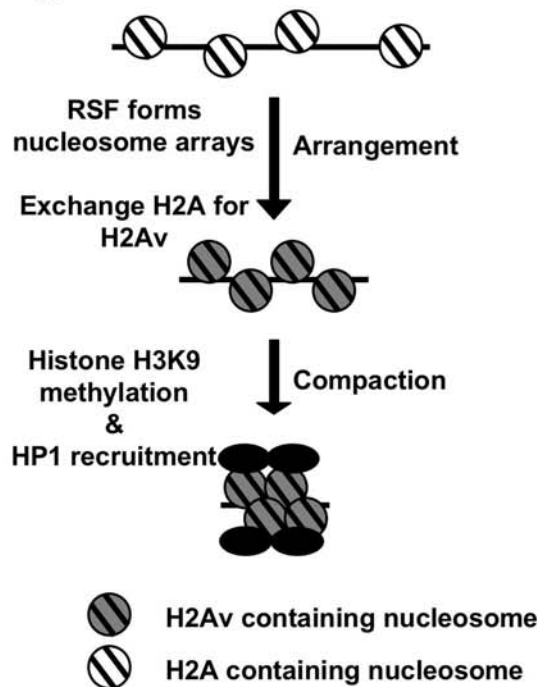 RSF forms
nucleosome arrays
Arrangement
Exchange H2A for
H2Av
Histone H3K9
methylation
&
HP1 recruitment
Compaction
H2Av containing nucleosome
H2A containing nucleosome